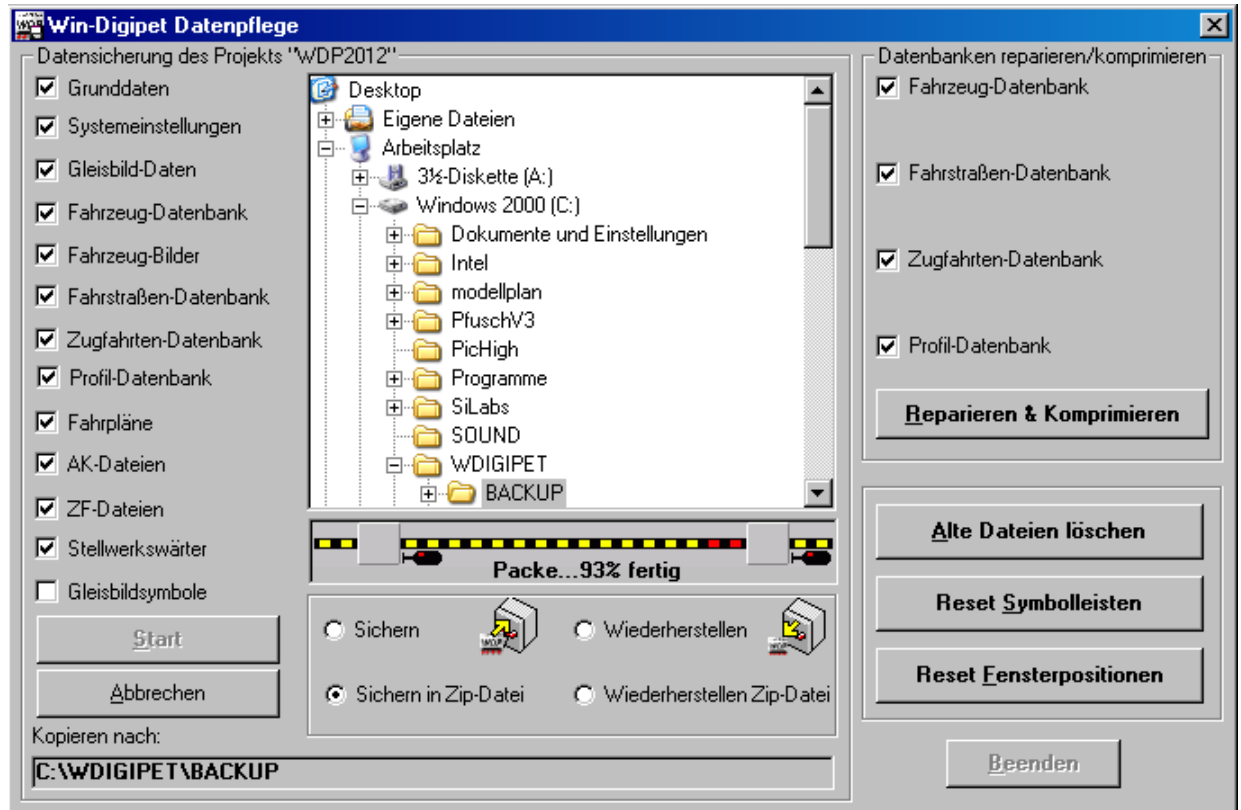 Win-Digipet Datenpflege
Datensicherung des Projekts "WDP2012"
Grunddaten
Systemeinstellungen
Gleisbild-Daten
Fahrzeug-Datenbank
Fahrzeug-Bilder
Fahrstraßen-Datenbank
Zugfahrten-Datenbank
Profil-Datenbank
Fahrpläne
AK-Dateien
ZF-Dateien
Stellwerkswärter
Gleisbildsymbole
Start
Abbrechen
Desktop
Eigene Dateien
Arbeitsplatz
3½-Diskette (A:)
Windows 2000 (C:)
Dokumente und Einstellungen
Intel
modellplan
PfuschV3
PicHigh
Programme
SiLabs
SOUND
WDIGIPET
BACKUP
Packe...93% fertig
Sichern
Wiederherstellen
Sichern in Zip-Datei
Wiederherstellen Zip-Datei
Kopieren nach:
C:\WDIGIPET\BACKUP
Datenbanken reparieren/komprimieren
Fahrzeug-Datenbank
Fahrstraßen-Datenbank
Zugfahrten-Datenbank
Profil-Datenbank
Reparieren & Komprimieren
Alte Dateien löschen
Reset Symbolleisten
Reset Fensterpositionen
Beenden